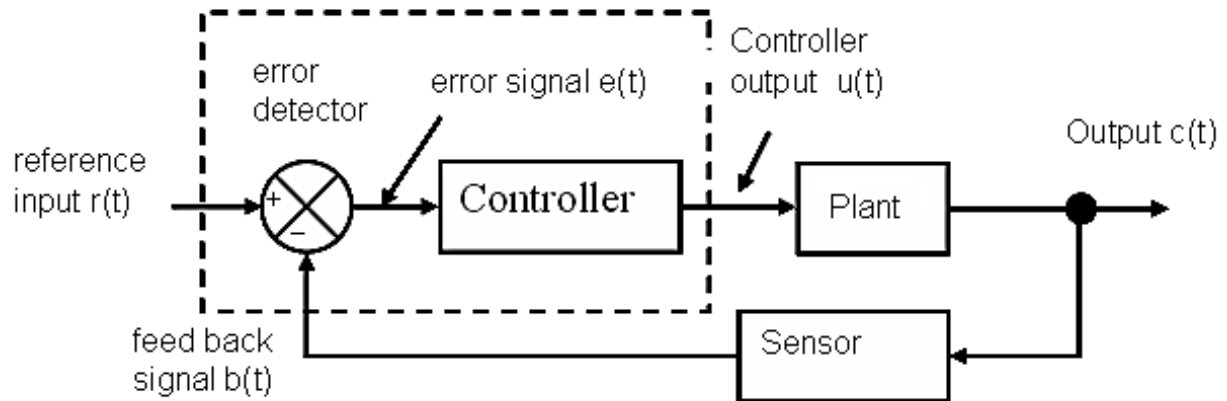 error
detector
error signal e(t)
Controller
output u(t)
Output c(t)
reference
input r(t)
+
−
Controller
Plant
feed back
signal b(t)
Sensor